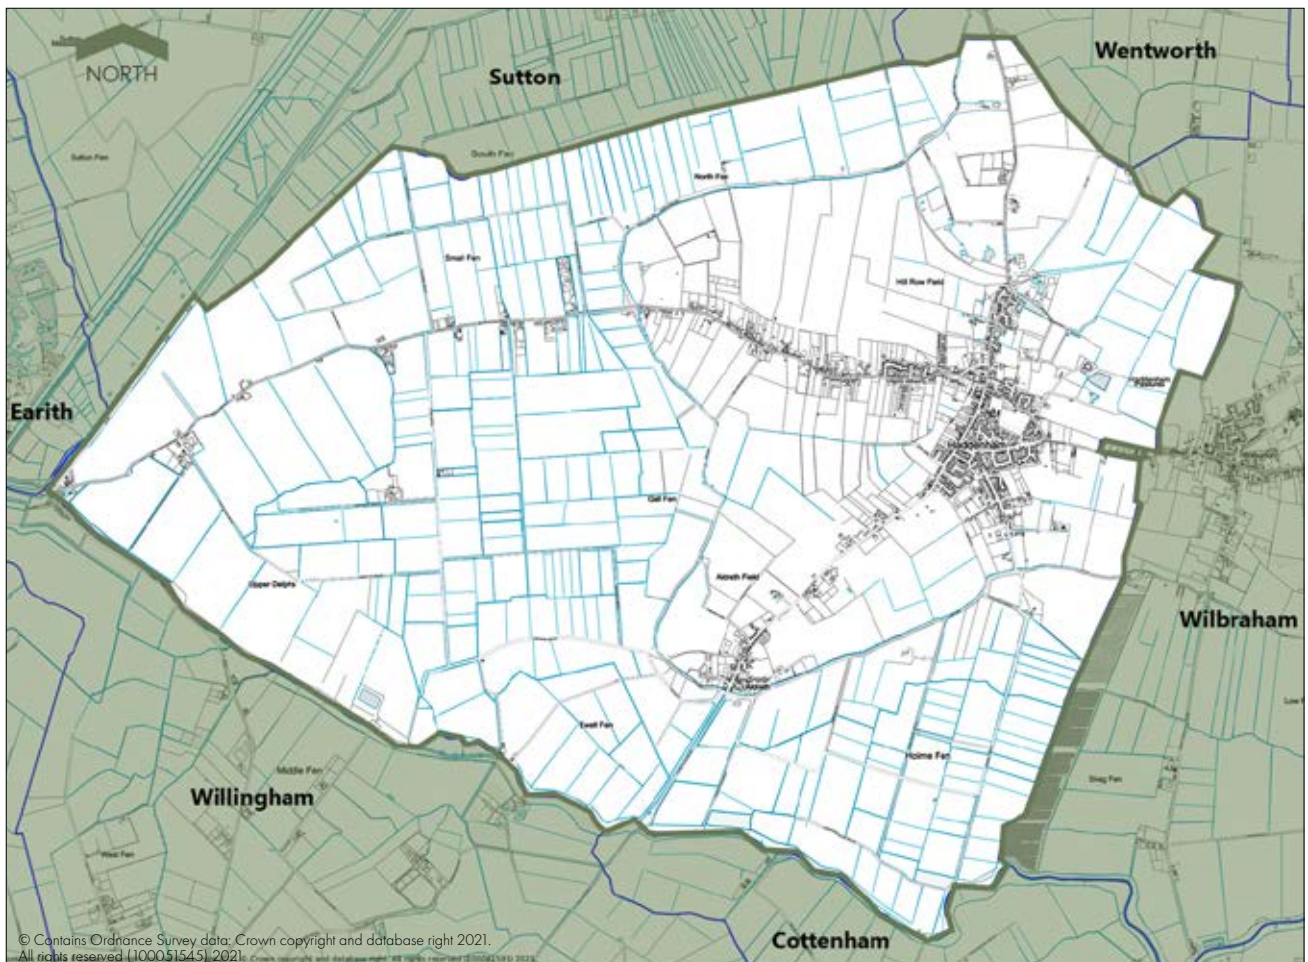 NORTH
Sutton
Wentworth
Sutton Fen
South Fen
North Fen
Small Fen
Hill Row Field
Earith
Haddenham
Gall Fen
Aldreth Field
Upper Delphs
Wilbraham
Aldreth
Ewell Fen
Holme Fen
Middle Fen
Willingham
West Fen
Cottenham
© Contains Ordnance Survey data: Crown copyright and database right 2021.
All rights reserved (100051545) 2021